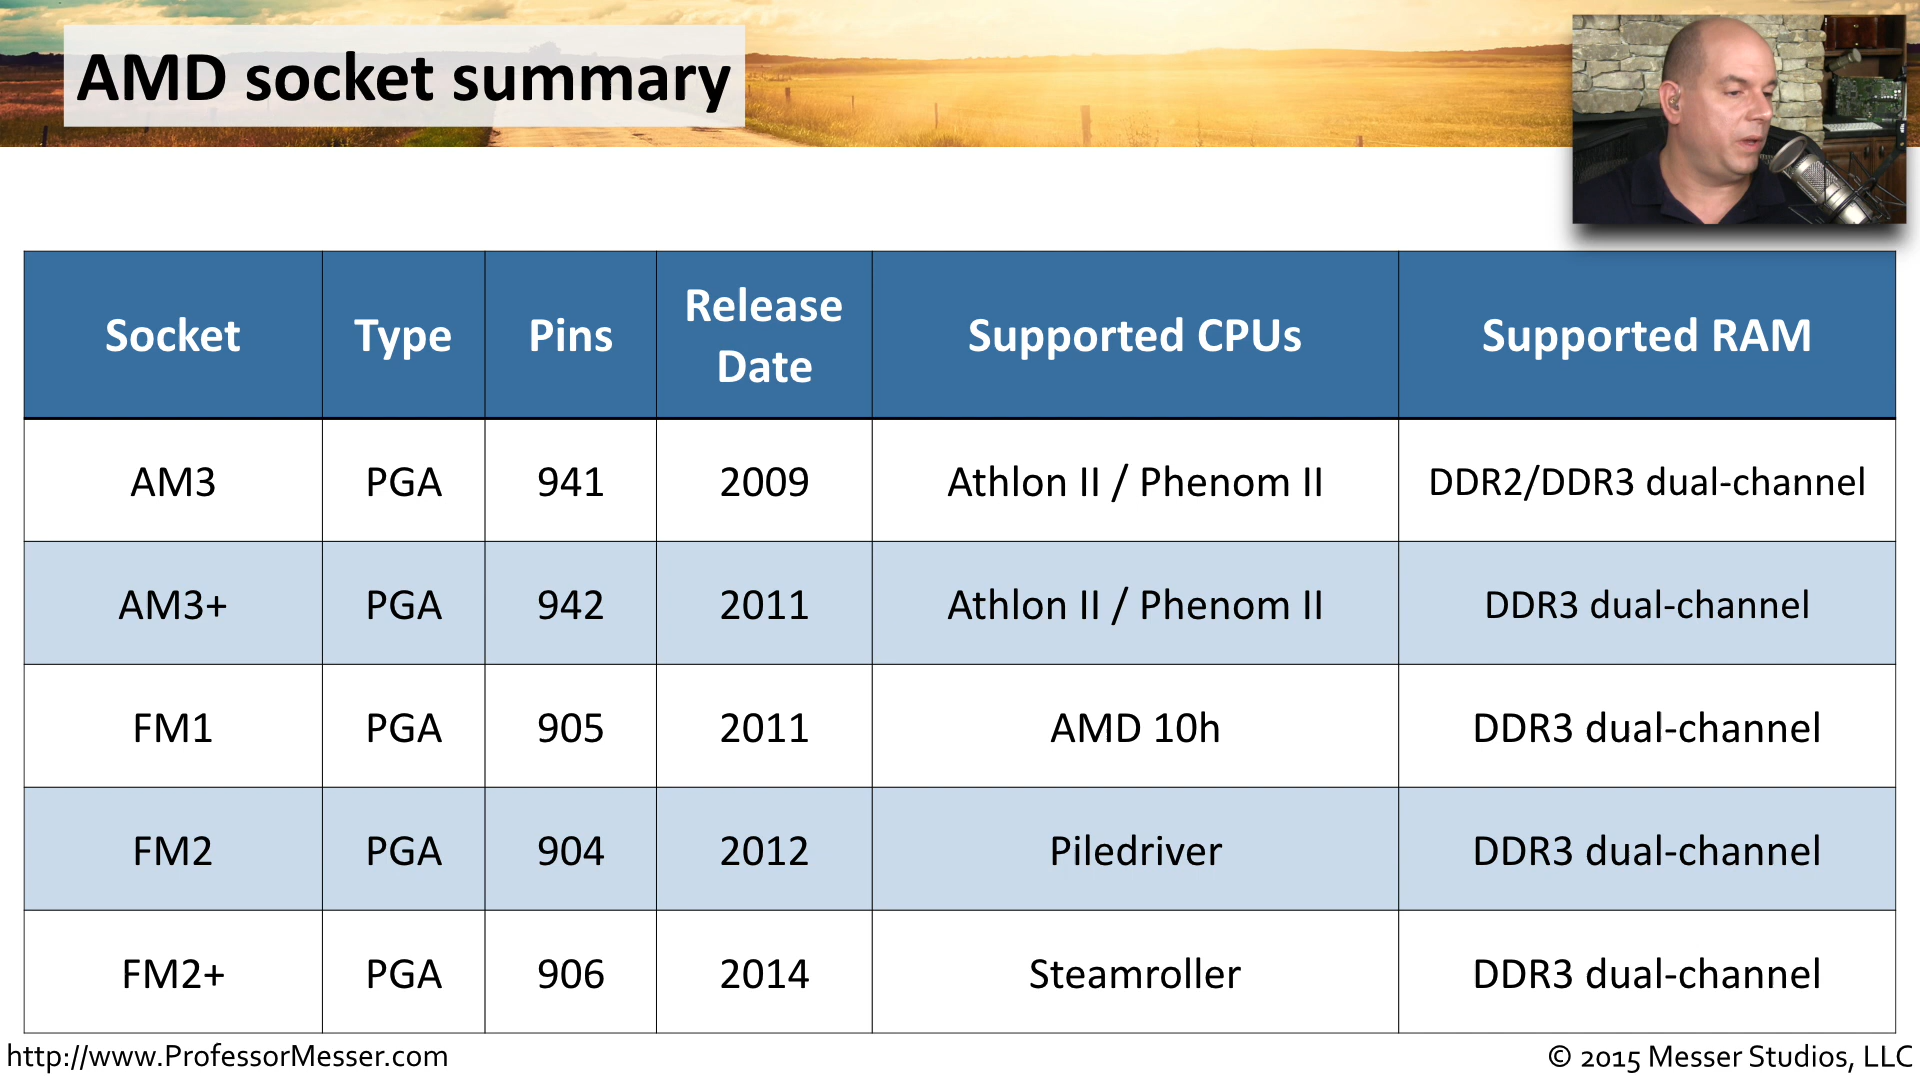 AMD socket summary
Socket Type Pins Release Date Supported CPUs Supported RAM
AM3 PGA 941 2009 Athlon II / Phenom II DDR2/DDR3 dual-channel
AM3+ PGA 942 2011 Athlon II / Phenom II DDR3 dual-channel
FM1 PGA 905 2011 AMD 10h DDR3 dual-channel
FM2 PGA 904 2012 Piledriver DDR3 dual-channel
FM2+ PGA 906 2014 Steamroller DDR3 dual-channel
http://www.ProfessorMesser.com © 2015 Messer Studios, LLC